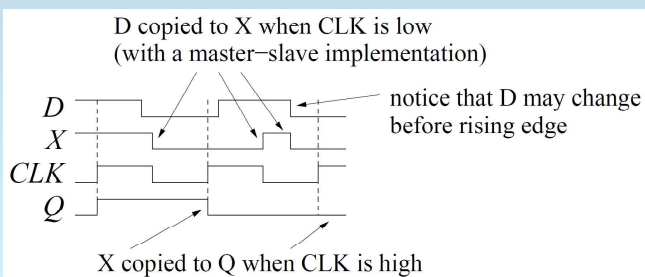 D copied to X when CLK is low
(with a master−slave implementation)
D
notice that D may change
before rising edge
X
CLK
Q
X copied to Q when CLK is high